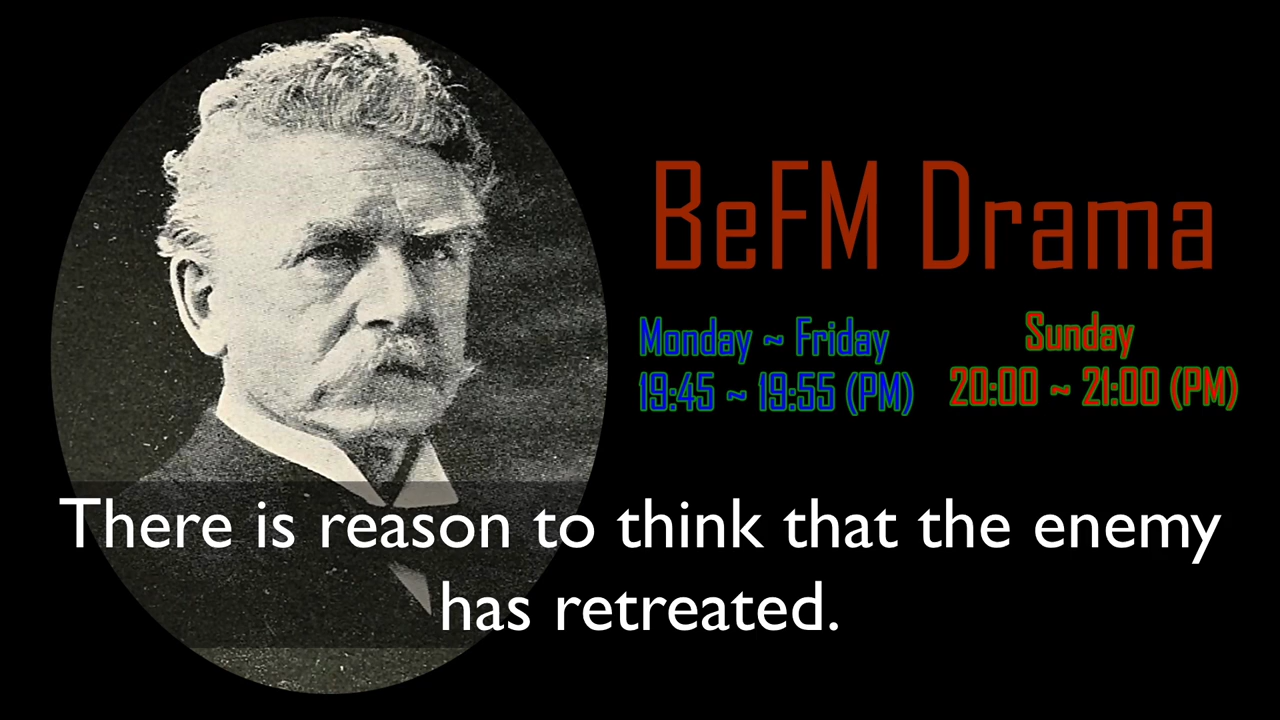 BeFM Drama
Monday ~ Friday
19:45 ~ 19:55 (PM)
Sunday
20:00 ~ 21:00 (PM)
There is reason to think that the enemy
has retreated.